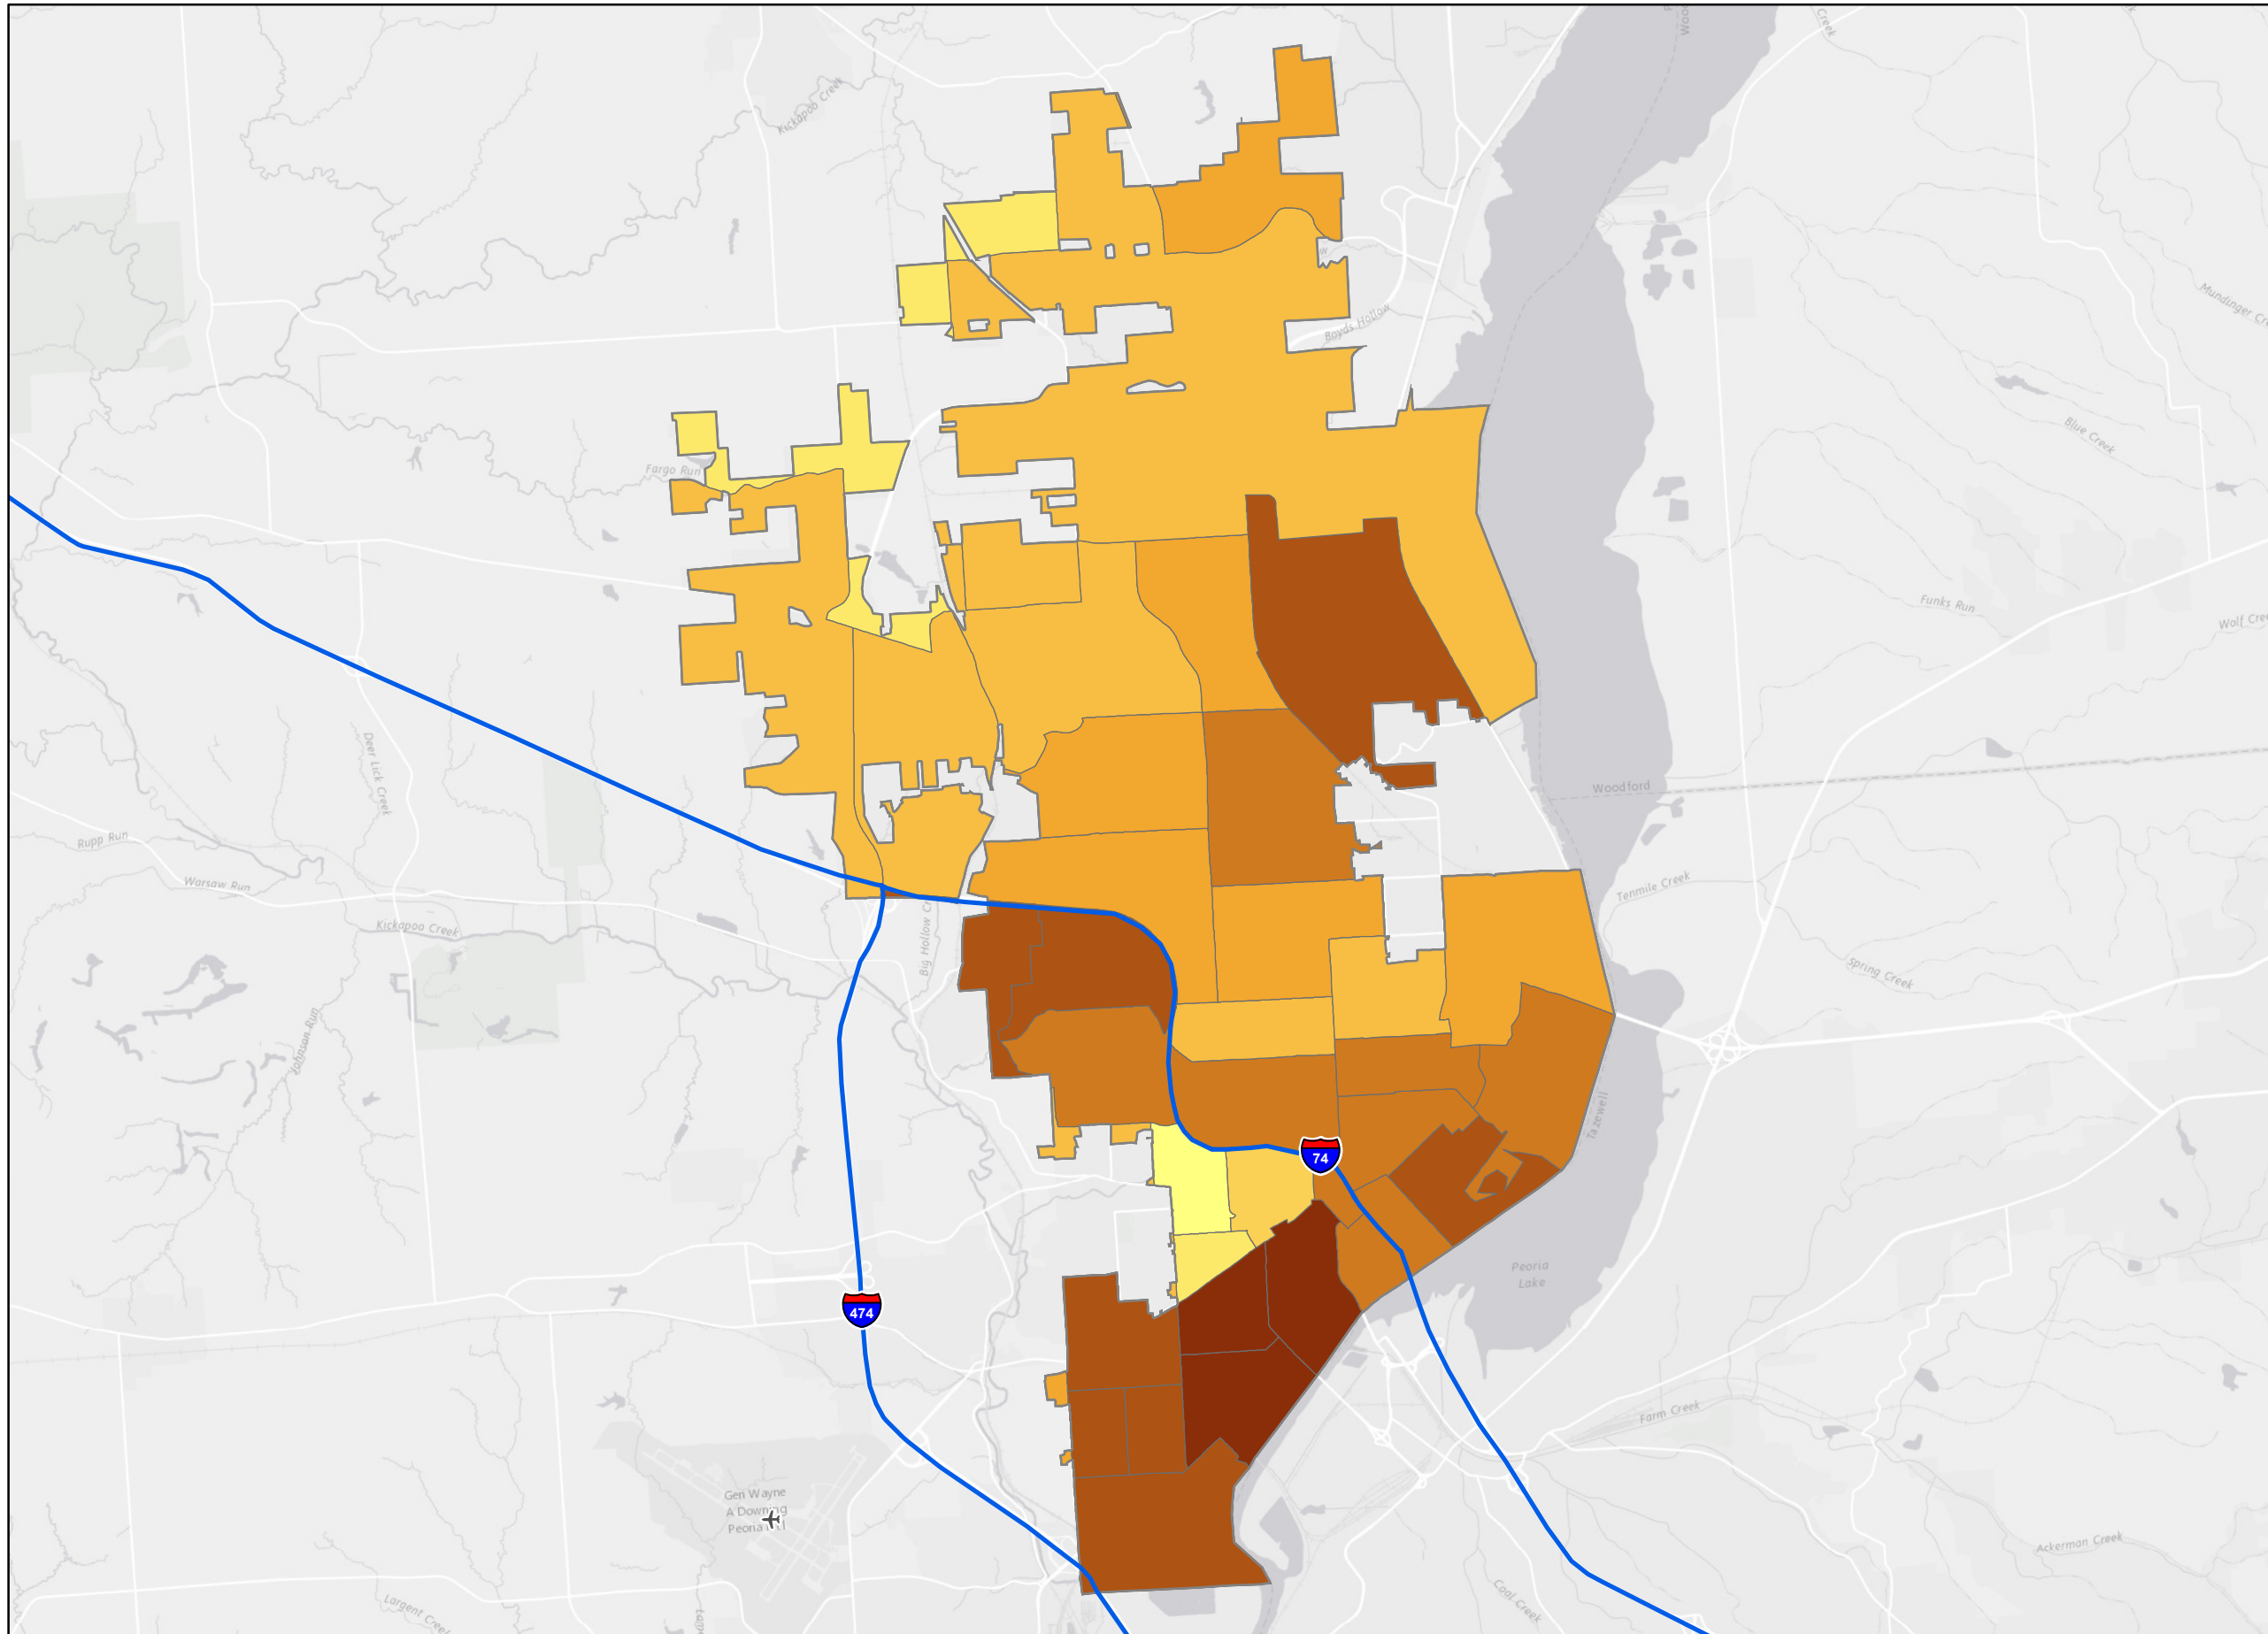 Kickapoo Creek
Mundinger Cre
Boyds Hollow
Blue Creek
Fargo Run
Funks Run
Wolf Cree
Deer Lick Creek
Woodford
Rupp Run
Warsaw Run
Tenmile Creek
Kickapoo Creek
Big Hollow Cr
Spring Creek
Johnson Run
Tazewell
74
Peoria
Lake
474
Farm Creek
Gen Wayne
A Downing
Ackerman Creek
Coal Creek
Largent Creek